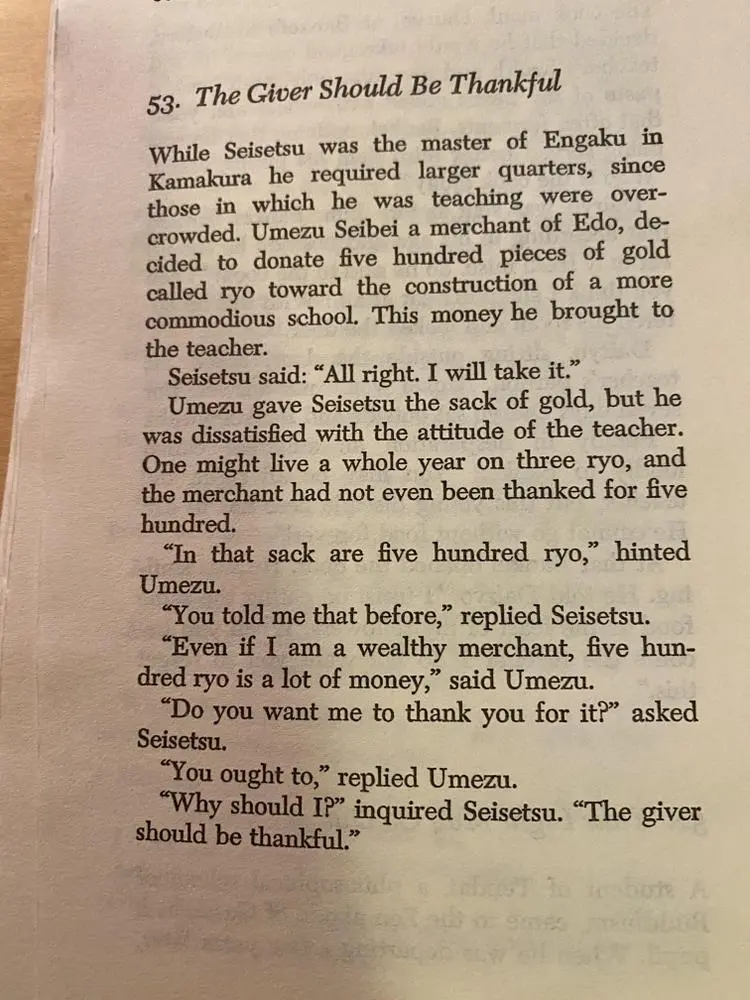 53. The Giver Should Be Thankful
While Seisetsu was the master of Engaku in
Kamakura he required larger quarters, since
those in which he was teaching were over-
crowded. Umezu Seibei a merchant of Edo, de-
cided to donate five hundred pieces of gold
called ryo toward the construction of a more
commodious school. This money he brought to
the teacher.
Seisetsu said: “All right. I will take it.”
Umezu gave Seisetsu the sack of gold, but he
was dissatisfied with the attitude of the teacher.
One might live a whole year on three ryo, and
the merchant had not even been thanked for five
hundred.
“In that sack are five hundred ryo,” hinted
Umezu.
“You told me that before,” replied Seisetsu.
“Even if I am a wealthy merchant, five hun-
dred ryo is a lot of money,” said Umezu.
“Do you want me to thank you for it?” asked
Seisetsu.
“You ought to,” replied Umezu.
“Why should I?” inquired Seisetsu. “The giver
should be thankful.”